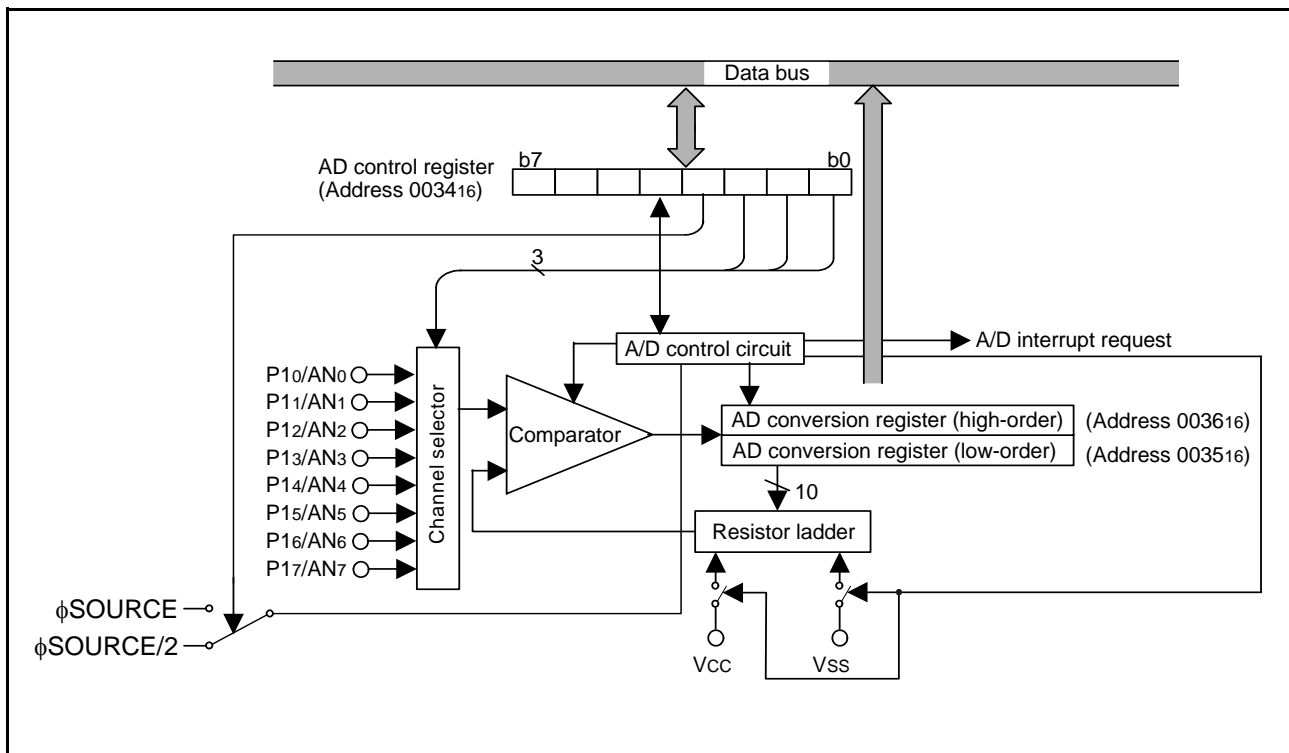 Data bus
b7
b0
AD control register
(Address 003416)
3
A/D control circuit
A/D interrupt request
P10/AN0
P11/AN1
P12/AN2
P13/AN3
P14/AN4
P15/AN5
P16/AN6
P17/AN7
Channel selector
Comparator
AD conversion register (high-order)
(Address 003616)
AD conversion register (low-order)
(Address 003516)
10
Resistor ladder
ϕSOURCE
ϕSOURCE/2
VCC
VSS